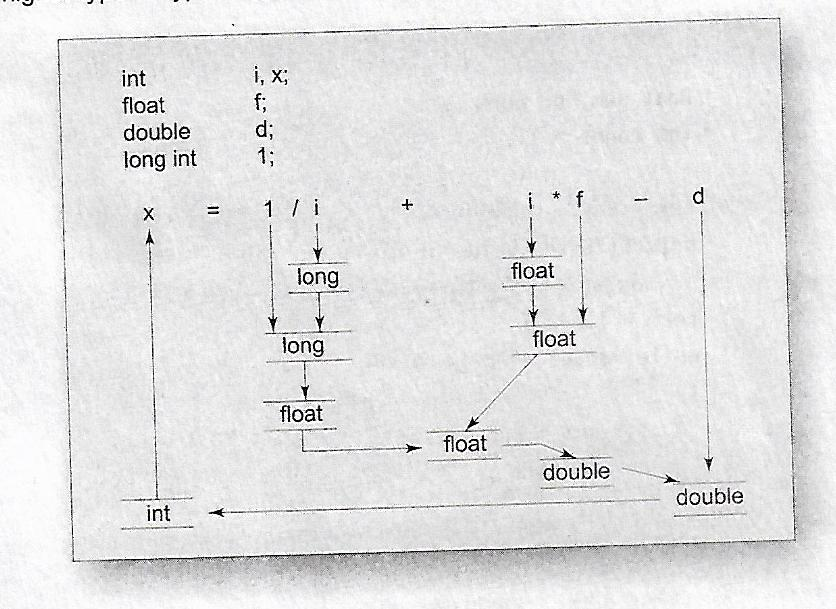 int i, x;
float f;
double d;
long int 1;
x = 1 / i + i * f - d
long float
long float
float float double
int double